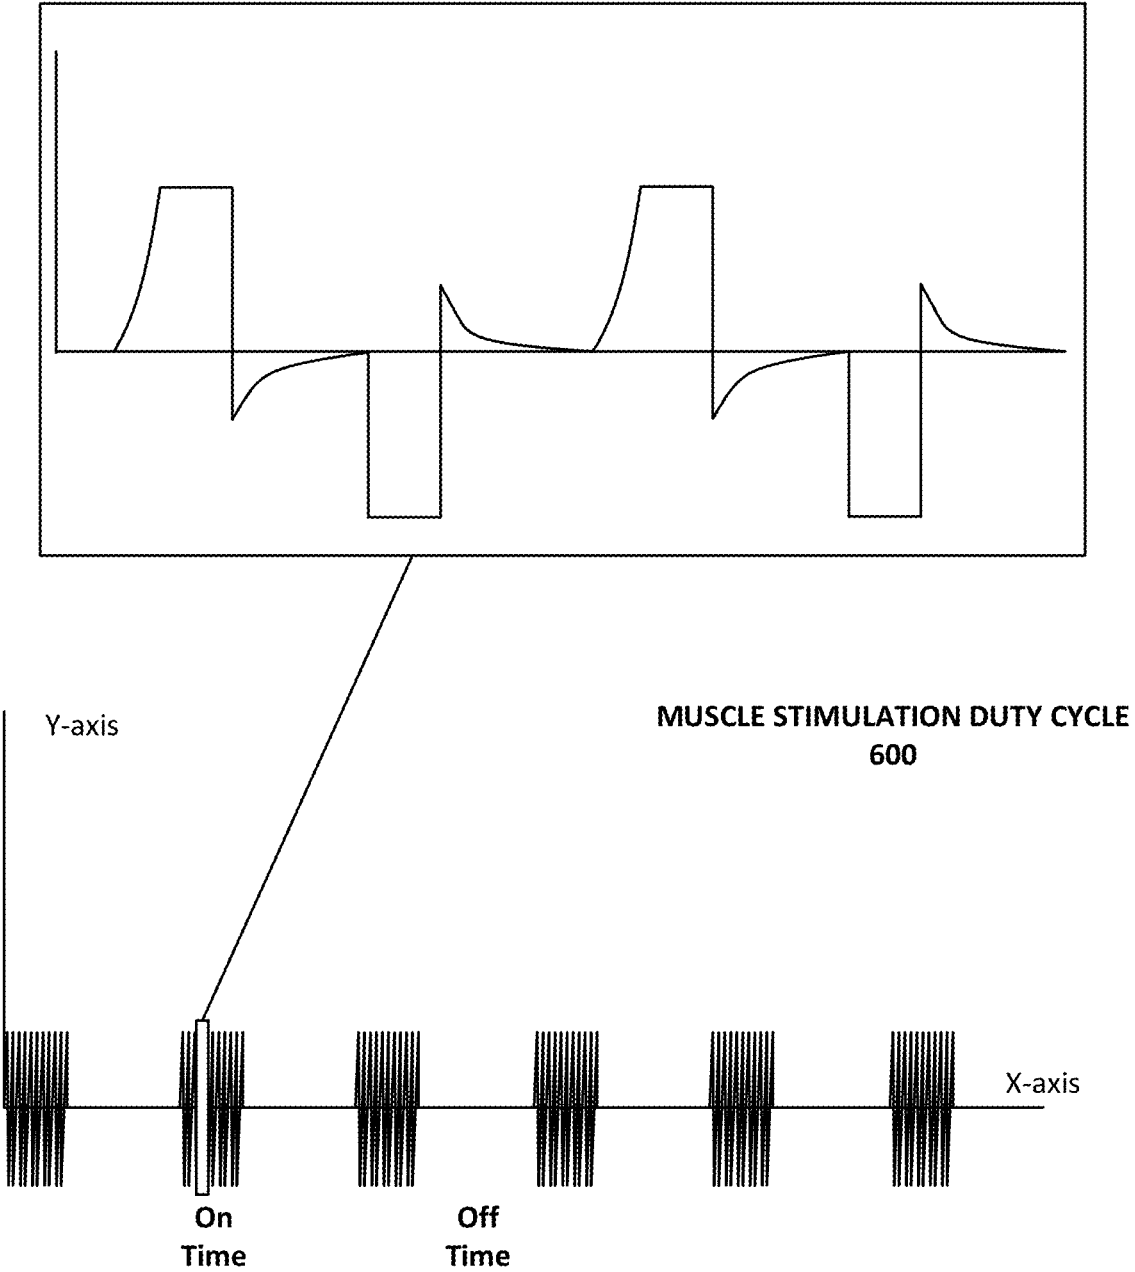 Y-axis
MUSCLE STIMULATION DUTY CYCLE
600
X-axis
On
Time
Off
Time